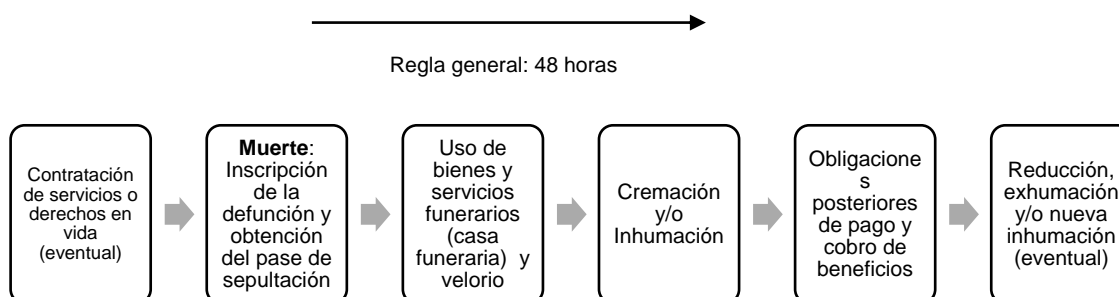 Regla general: 48 horas
Contratación
de servicios o
derechos en
vida
(eventual)
Muerte:
Inscripción
de la
defunción y
obtención
del pase de
sepultación
Uso de
bienes y
servicios
funerarios
(casa
funeraria) y
velorio
Cremación
y/o
Inhumación
Obligacione
s
posteriores
de pago y
cobro de
beneficios
Reducción,
exhumación
y/o nueva
inhumación
(eventual)